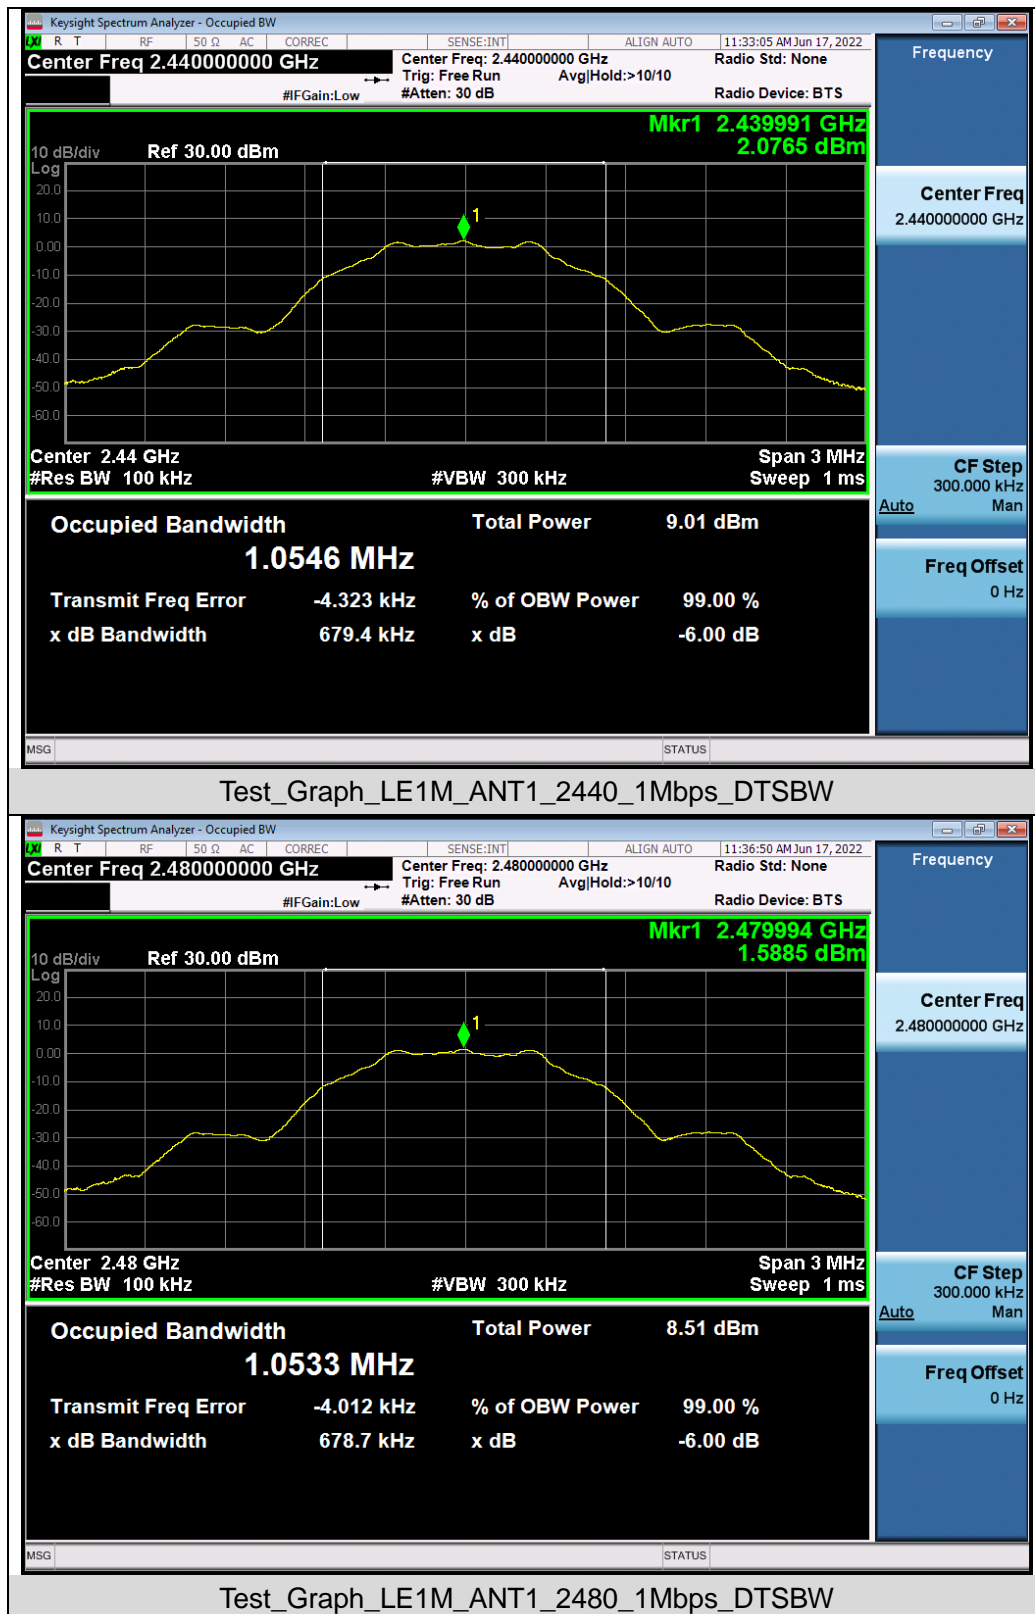 Keysight Spectrum Analyzer - Occupied BW
LXI R T RF 50 Ω AC CORREC SENSE:INT ALIGN AUTO 11:33:05 AM Jun 17, 2022
Center Freq 2.440000000 GHz
Center Freq: 2.440000000 GHz
Radio Std: None
Trig: Free Run Avg|Hold:>10/10
#IFGain:Low
#Atten: 30 dB
Radio Device: BTS
Frequency
Mkr1 2.439991 GHz
2.0765 dBm
10 dB/div Ref 30.00 dBm
Log
20.0
10.0
0.00
-10.0
-20.0
-30.0
-40.0
-50.0
-60.0
1
Center 2.44 GHz Span 3 MHz
#Res BW 100 kHz #VBW 300 kHz Sweep 1 ms
Center Freq
2.440000000 GHz
CF Step
300.000 kHz
Auto Man
Freq Offset
0 Hz
Occupied Bandwidth Total Power 9.01 dBm
1.0546 MHz
Transmit Freq Error -4.323 kHz % of OBW Power 99.00 %
x dB Bandwidth 679.4 kHz x dB -6.00 dB
MSG STATUS
Test_Graph_LE1M_ANT1_2440_1Mbps_DTSBW
Keysight Spectrum Analyzer - Occupied BW
LXI R T RF 50 Ω AC CORREC SENSE:INT ALIGN AUTO 11:36:50 AM Jun 17, 2022
Center Freq 2.480000000 GHz
Center Freq: 2.480000000 GHz
Radio Std: None
Trig: Free Run Avg|Hold:>10/10
#IFGain:Low
#Atten: 30 dB
Radio Device: BTS
Frequency
Mkr1 2.479994 GHz
1.5885 dBm
10 dB/div Ref 30.00 dBm
Log
20.0
10.0
0.00
-10.0
-20.0
-30.0
-40.0
-50.0
-60.0
1
Center 2.48 GHz Span 3 MHz
#Res BW 100 kHz #VBW 300 kHz Sweep 1 ms
Center Freq
2.480000000 GHz
CF Step
300.000 kHz
Auto Man
Freq Offset
0 Hz
Occupied Bandwidth Total Power 8.51 dBm
1.0533 MHz
Transmit Freq Error -4.012 kHz % of OBW Power 99.00 %
x dB Bandwidth 678.7 kHz x dB -6.00 dB
MSG STATUS
Test_Graph_LE1M_ANT1_2480_1Mbps_DTSBW